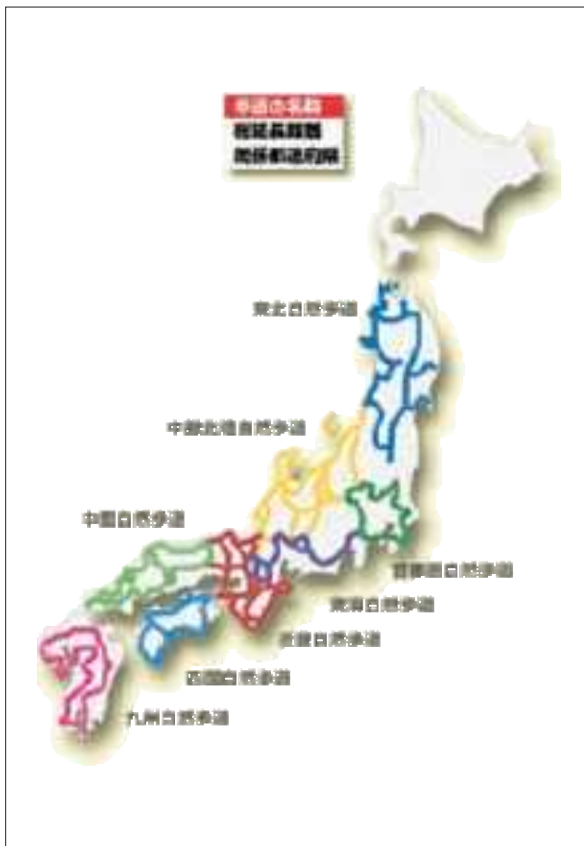 歩道の名称
総延長距離
関係都道府県
東北自然歩道
中部北陸自然歩道
中国自然歩道
首都圏自然歩道
東海自然歩道
近畿自然歩道
四国自然歩道
九州自然歩道